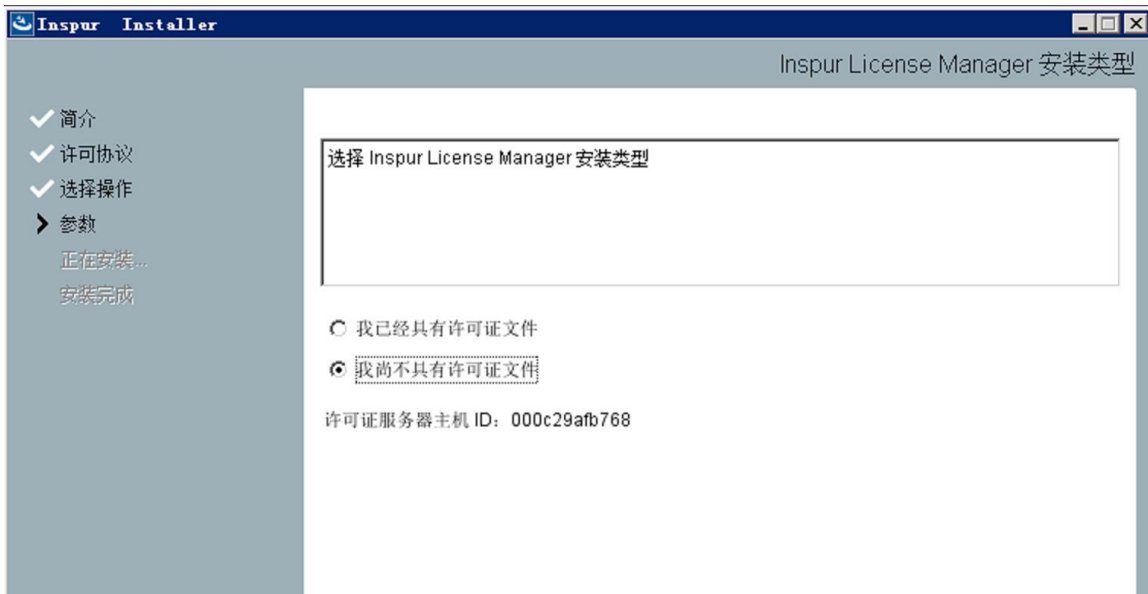 Inspur Installer
Inspur License Manager 安装类型
简介
许可协议
选择操作
参数
正在安装...
安装完成
选择 Inspur License Manager 安装类型
我已经具有许可证文件
我尚不具有许可证文件
许可证服务器主机 ID：000c29afb768